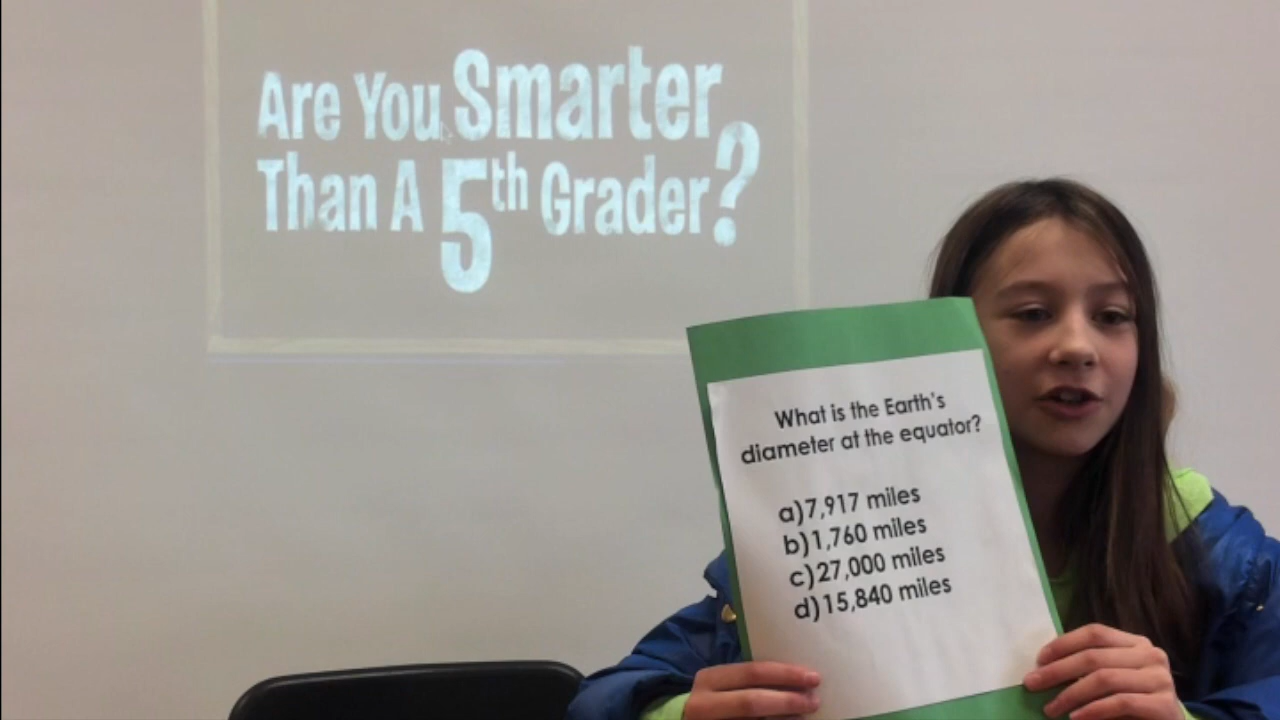 Are You Smarter
Than A 5th Grader?
What is the Earth's
diameter at the equator?
a)7,917 miles
b)1,760 miles
c)27,000 miles
d)15,840 miles